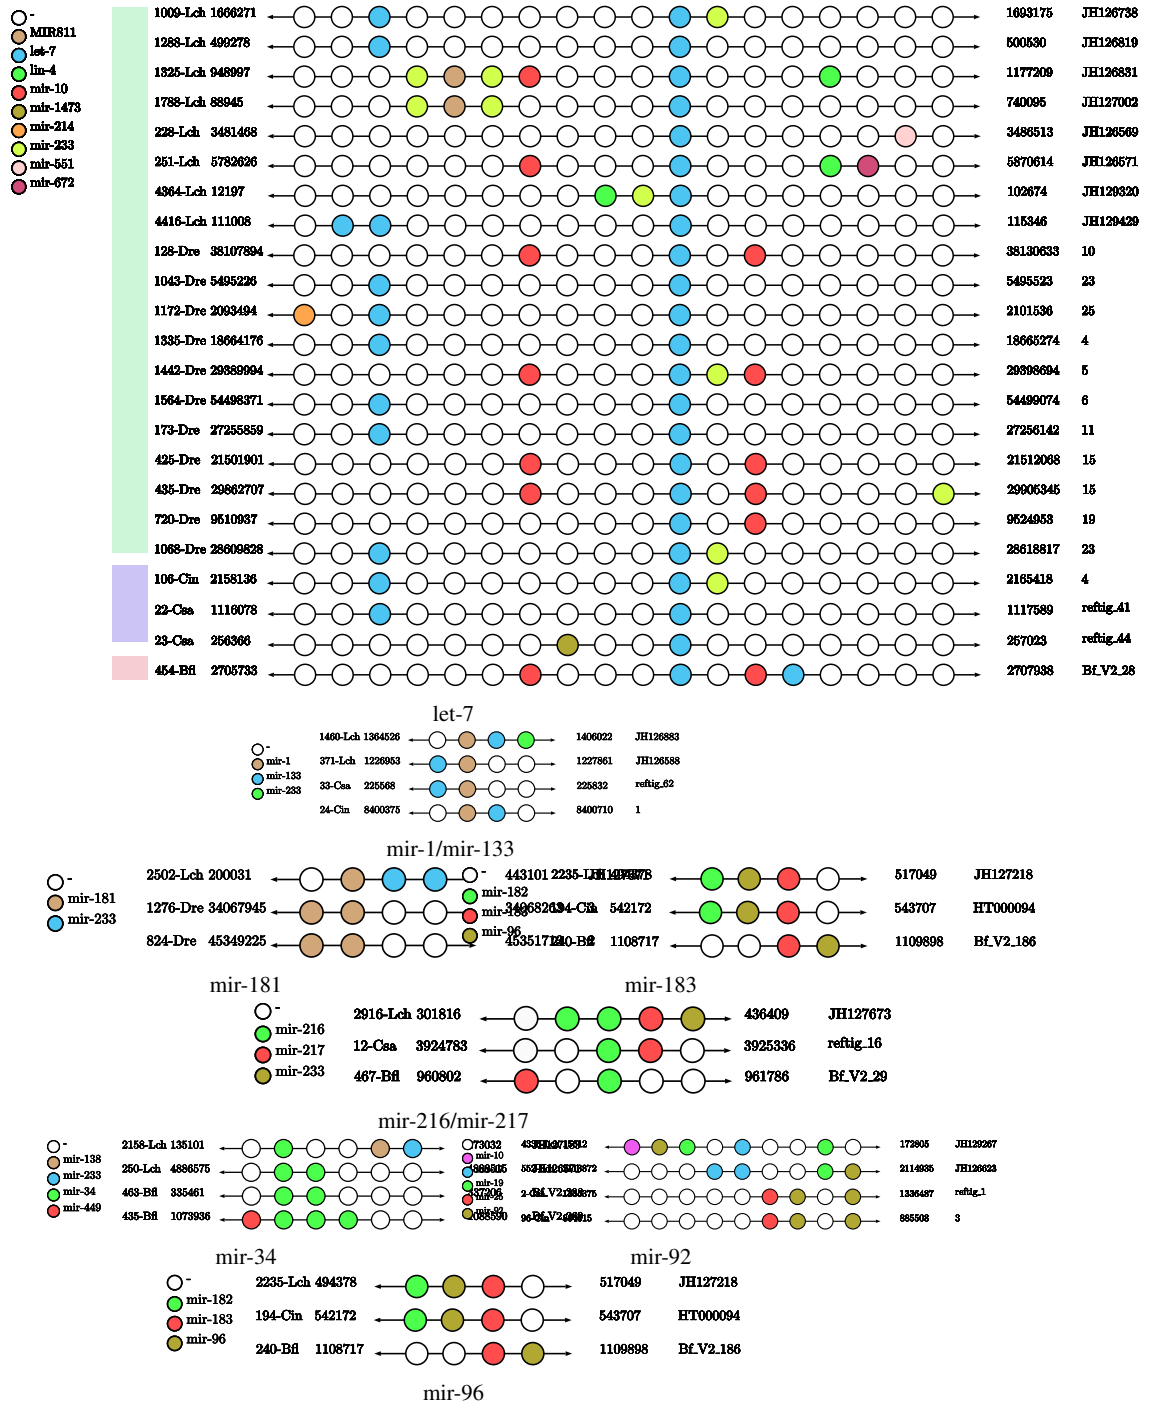 -
MIR811
let-7
lin-4
mir-10
mir-1473
mir-214
mir-233
mir-551
mir-672
1009-Lch 1666271 1693175 JH126738
1288-Lch 499278 500530 JH126819
1325-Lch 948997 1177209 JH126831
1788-Lch 88945 740095 JH127002
228-Lch 3481468 3486513 JH126569
251-Lch 5782626 5870614 JH126571
4364-Lch 12197 102674 JH129320
4416-Lch 111008 115346 JH129429
128-Dre 38107894 38130633 10
1043-Dre 5495226 5495523 23
1172-Dre 2093494 2101536 25
1335-Dre 18664176 18665274 4
1442-Dre 29389994 29398694 5
1564-Dre 54498371 54499074 6
173-Dre 27255859 27256142 11
425-Dre 21501901 21512068 15
435-Dre 29862707 29905345 15
720-Dre 9510937 9524953 19
1068-Dre 28609828 28618817 23
106-Cin 2158136 2165418 4
22-Csa 1116078 1117589 reftig_41
23-Csa 256366 257023 reftig_44
454-Bfl 2705733 2707938 Bf_V2_28
let-7
-
mir-1
mir-133
mir-233
1460-Lch 1364526 1406022 JH126883
371-Lch 1226953 1227861 JH126588
33-Csa 225568 225832 reftig_62
24-Cin 8400375 8400710 1
mir-1/mir-133
-
mir-181
mir-233
2502-Lch 200031 443101
1276-Dre 34067945
824-Dre 45349225
mir-181
-
mir-182
mir-96
2235-Lch 517049 JH127218
542172 543707 HT000094
240-Bfl 1108717 1109898 Bf_V2_186
mir-183
-
mir-216
mir-217
mir-233
2916-Lch 301816 436409 JH127673
12-Csa 3924783 3925336 reftig_16
467-Bfl 960802 961786 Bf_V2_29
mir-216/mir-217
-
mir-138
mir-233
mir-34
mir-449
2158-Lch 135101
250-Lch 4886575
463-Bfl 335461
435-Bfl 1073936
mir-34
mir-10
mir-19
172805 JH129267
2114935 JH126623
1336487 reftig_1
885508 3
mir-92
-
mir-182
mir-183
mir-96
2235-Lch 494378 517049 JH127218
194-Cin 542172 543707 HT000094
240-Bfl 1108717 1109898 Bf_V2_186
mir-96